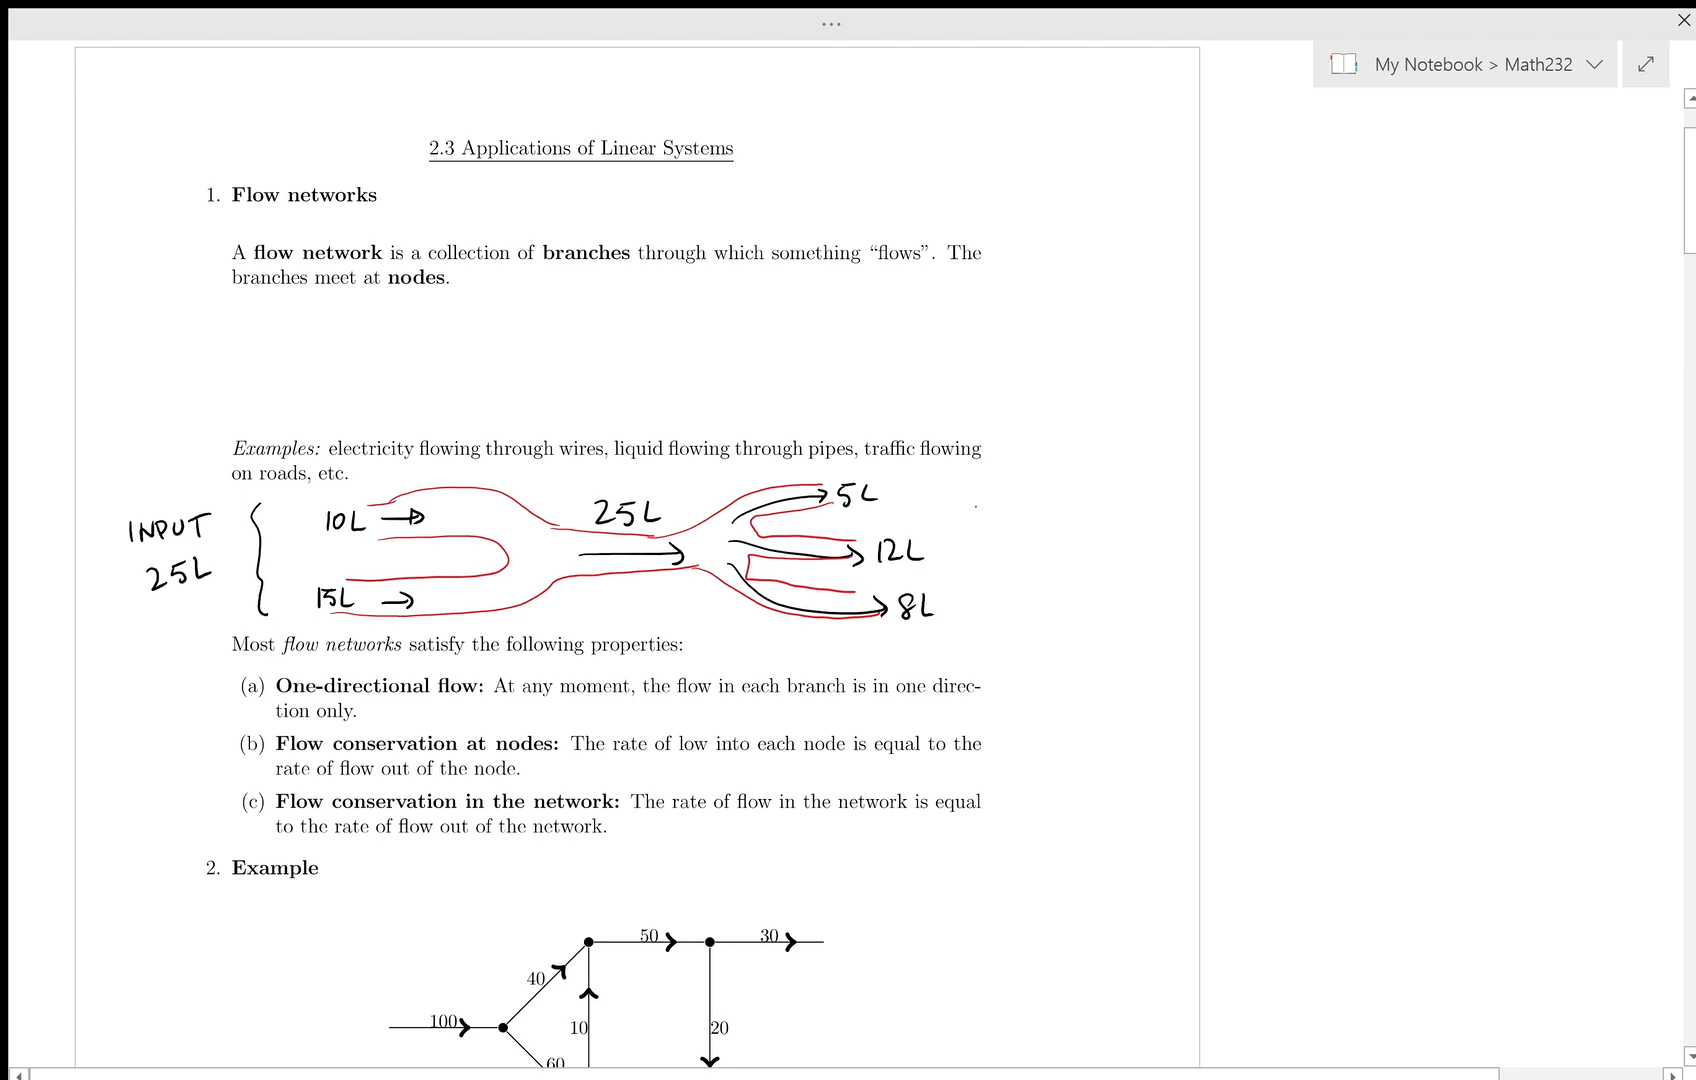 ...
My Notebook > Math232
2.3 Applications of Linear Systems
1. Flow networks
A flow network is a collection of branches through which something “flows”. The
branches meet at nodes.
Examples: electricity flowing through wires, liquid flowing through pipes, traffic flowing
on roads, etc.
INPUT
25L
10L
15L
25L
5L
12L
8L
Most flow networks satisfy the following properties:
(a) One-directional flow: At any moment, the flow in each branch is in one direc-
tion only.
(b) Flow conservation at nodes: The rate of low into each node is equal to the
rate of flow out of the node.
(c) Flow conservation in the network: The rate of flow in the network is equal
to the rate of flow out of the network.
2. Example
50
30
40
100
10
20
60